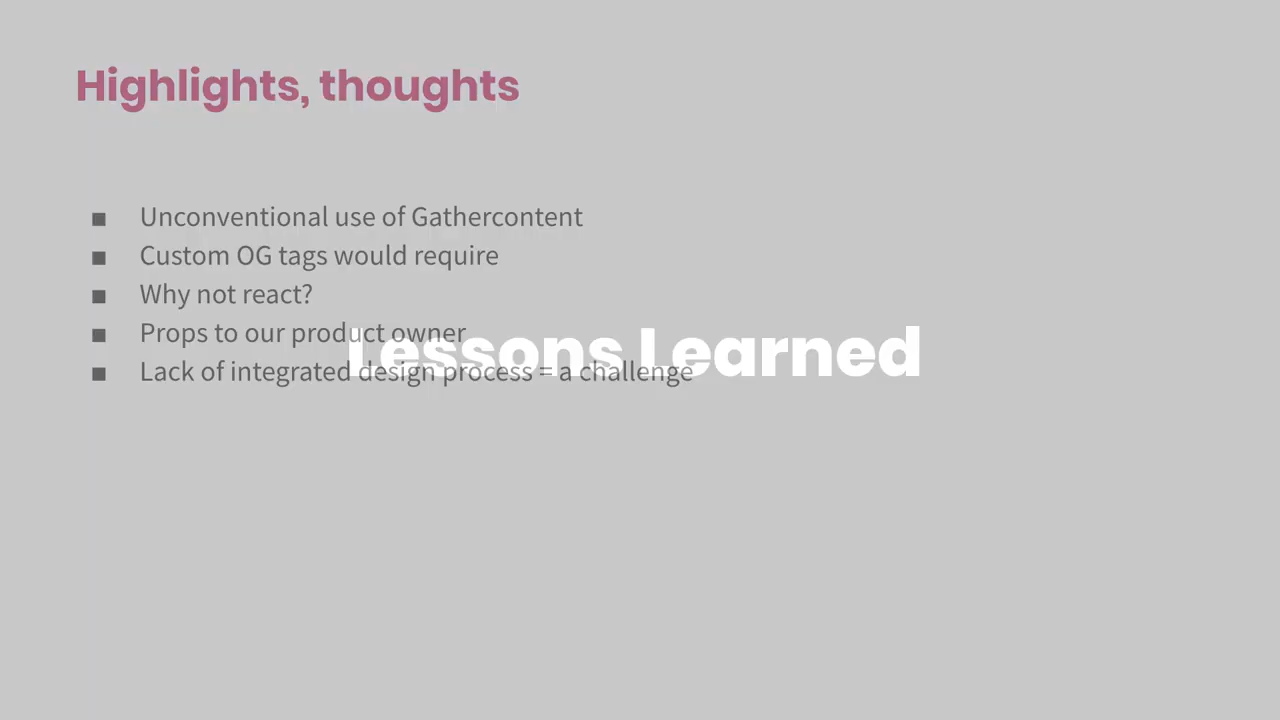 Highlights, thoughts
■ Unconventional use of Gathercontent
■ Custom OG tags would require
■ Why not react?
■ Props to our product owner
■ Lack of integrated design process = a challenge
Lessons Learned